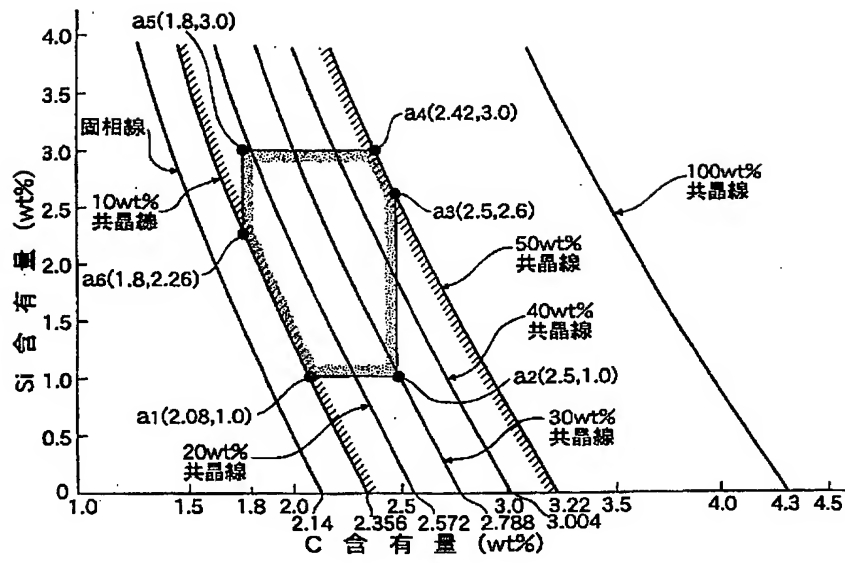 4.0
3.5
3.0
2.5
2.0
1.5
1.0
0.5
0
Si 含有量 (wt%)
a5(1.8,3.0)
固相線
10wt%
共晶線
a6(1.8,2.26)
a1(2.08,1.0)
20wt%
共晶線
a4(2.42,3.0)
a3(2.5,2.6)
50wt%
共晶線
40wt%
共晶線
a2(2.5,1.0)
30wt%
共晶線
100wt%
共晶線
1.0 1.5 1.8 2.0 2.5 3.0 3.22 3.5 4.0 4.3 4.5
2.14 2.356 2.572 2.788 3.004
C 含有量 (wt%)